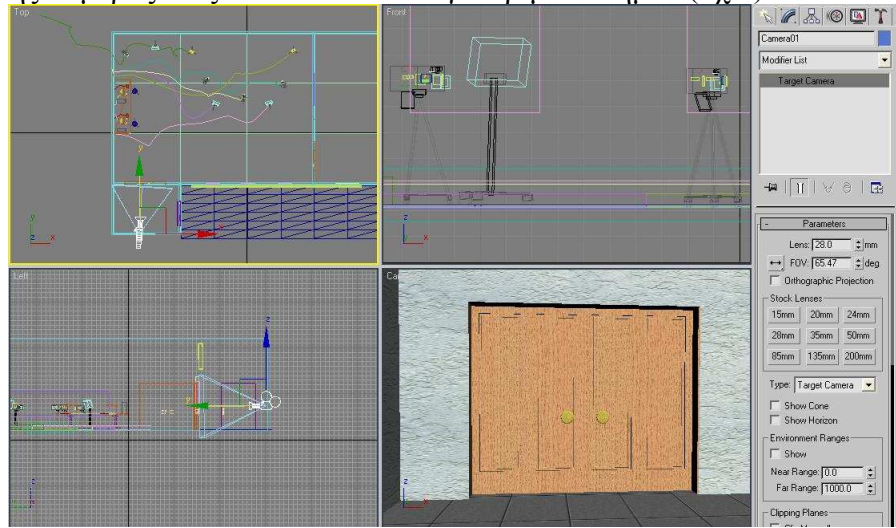 Top
Front
Camera01
Modifier List
Target Camera
Parameters
Lens: 28.0 mm
FOV: 65.47 deg
Orthographic Projection
Stock Lenses
15mm 20mm 24mm
28mm 35mm 50mm
85mm 135mm 200mm
Type: Target Camera
Show Cone
Show Horizon
Environment Ranges
Show
Near Range: 0.0
Far Range: 1000.0
Clipping Planes
Left
Ca
y
x
z
x
y
z x
z
x
z
y
z
x